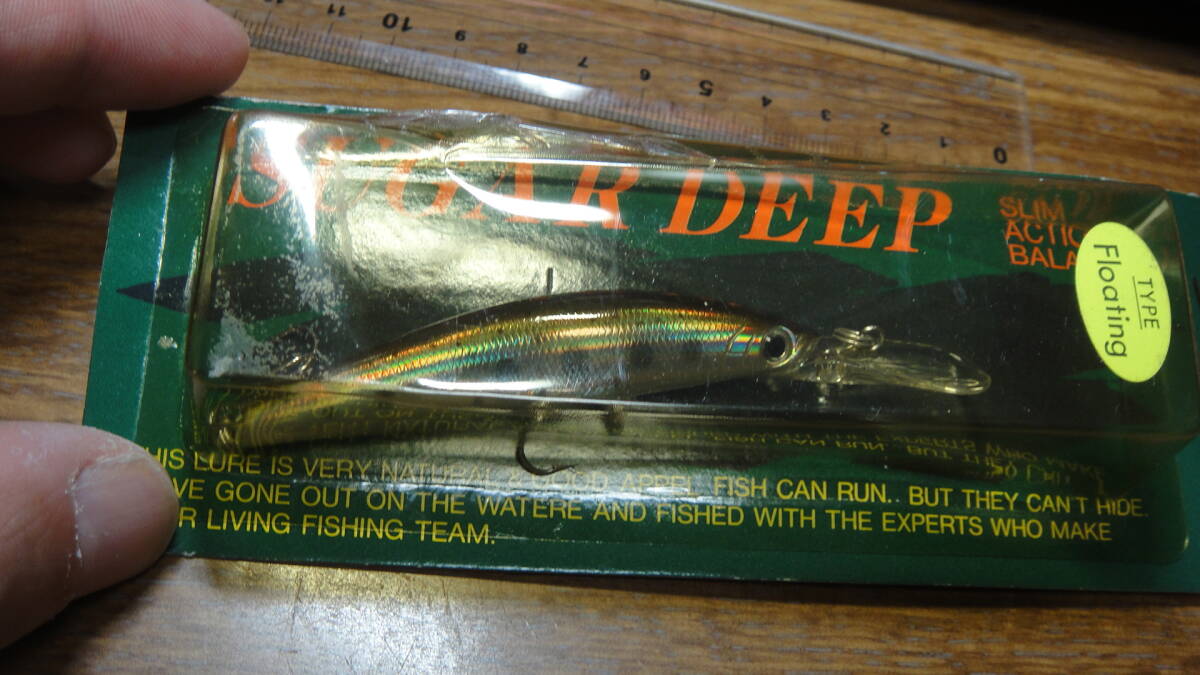 11 10 9 8 7 6 5 4 3 2 1 0
SUGAR DEEP
SLIM
ACTIO
BALA
TYPE
Floating
HIS LURE IS VERY NATURAL & GOOD APPEL FISH CAN RUN.. BUT THEY CAN'T HIDE.
VE GONE OUT ON THE WATERE AND FISHED WITH THE EXPERTS WHO MAKE
R LIVING FISHING TEAM.